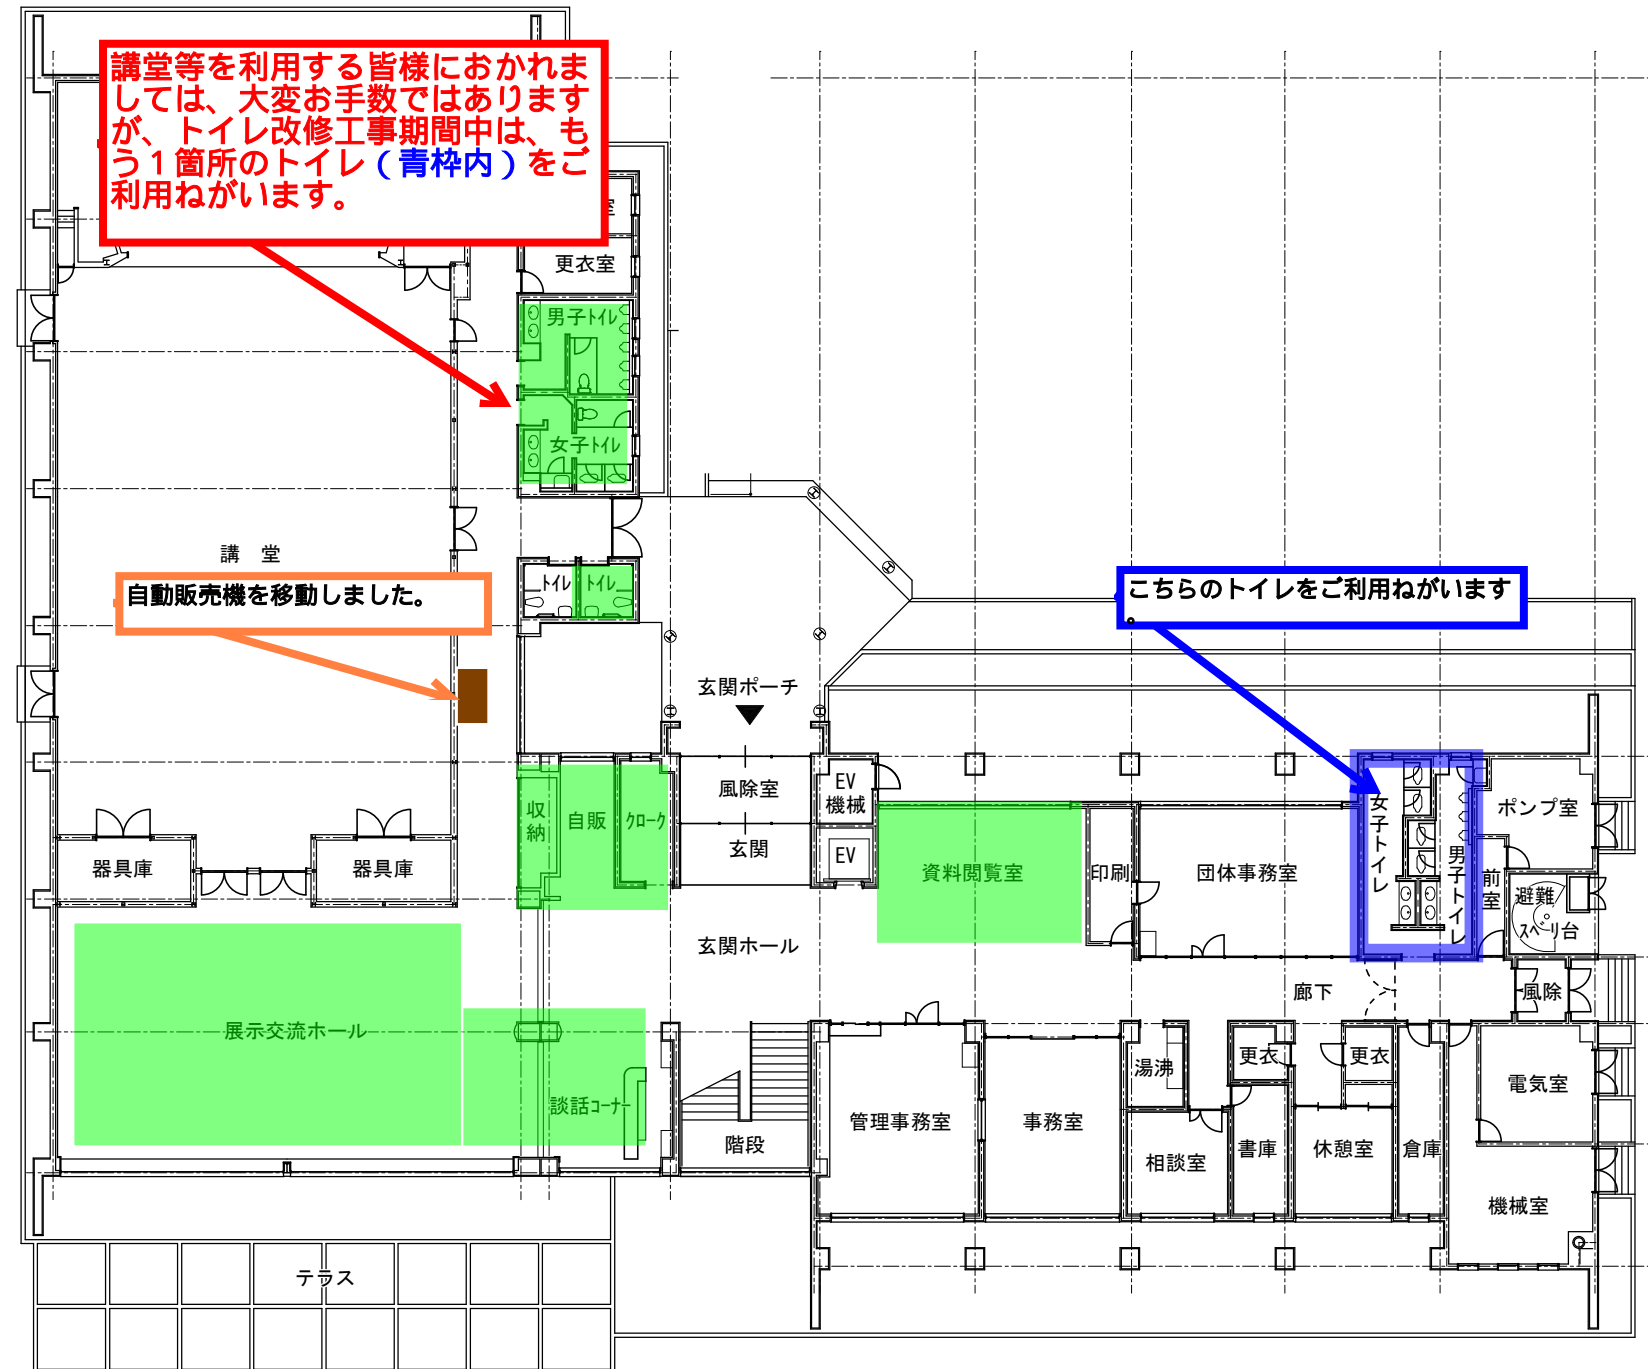 講堂等を利用する皆様におかれま
しては、大変お手数ではあります
が、トイレ改修工事期間中は、も
う１箇所のトイレ（青枠内）をご
利用ねがいます。
室
更衣室
男子トイレ
女子トイレ
講　堂
トイレ
トイレ
自動販売機を移動しました。
こちらのトイレをご利用ねがいます
。
玄関ポーチ
風除室
EV
機械
収納
自販
クローク
玄関
EV
器具庫
器具庫
資料閲覧室
印刷
団体事務室
女子トイレ
男子トイレ
ポンプ室
前室
避難
スベリ台
玄関ホール
廊下
風除
展示交流ホール
談話コーナー
階段
管理事務室
事務室
湯沸
更衣
更衣
電気室
相談室
書庫
休憩室
倉庫
機械室
テラス